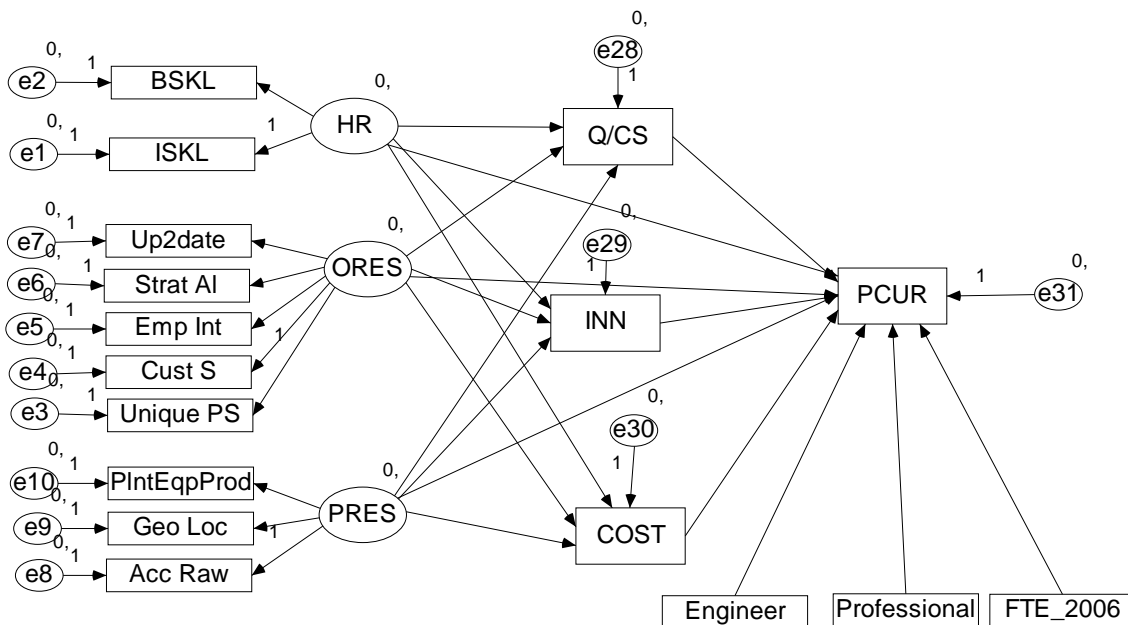 0,
e28
1
0,
e2
1
BSKL
0,
HR
1
Q/CS
0,
e1
1
ISKL
0,
e7
1
Up2date
0,
ORES
0,
e29
1
0,
e6
1
Strat Al
PCUR
1
0,
e31
0,
e5
1
Emp Int
INN
0,
e4
1
Cust S
1
0,
e3
1
Unique PS
0,
e30
1
0,
e10
1
PlntEqpProd
0,
PRES
0,
e9
1
Geo Loc
1
COST
0,
e8
1
Acc Raw
Engineer
Professional
FTE_2006